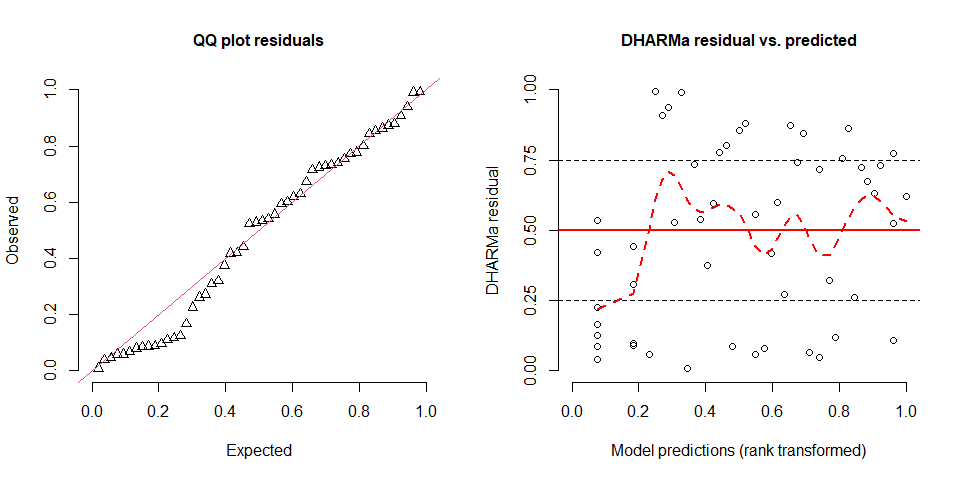 QQ plot residuals
Observed
0.0 0.2 0.4 0.6 0.8 1.0
0.0 0.2 0.4 0.6 0.8 1.0
Expected
DHARMa residual vs. predicted
DHARMa residual
0.00 0.25 0.50 0.75 1.00
0.0 0.2 0.4 0.6 0.8 1.0
Model predictions (rank transformed)